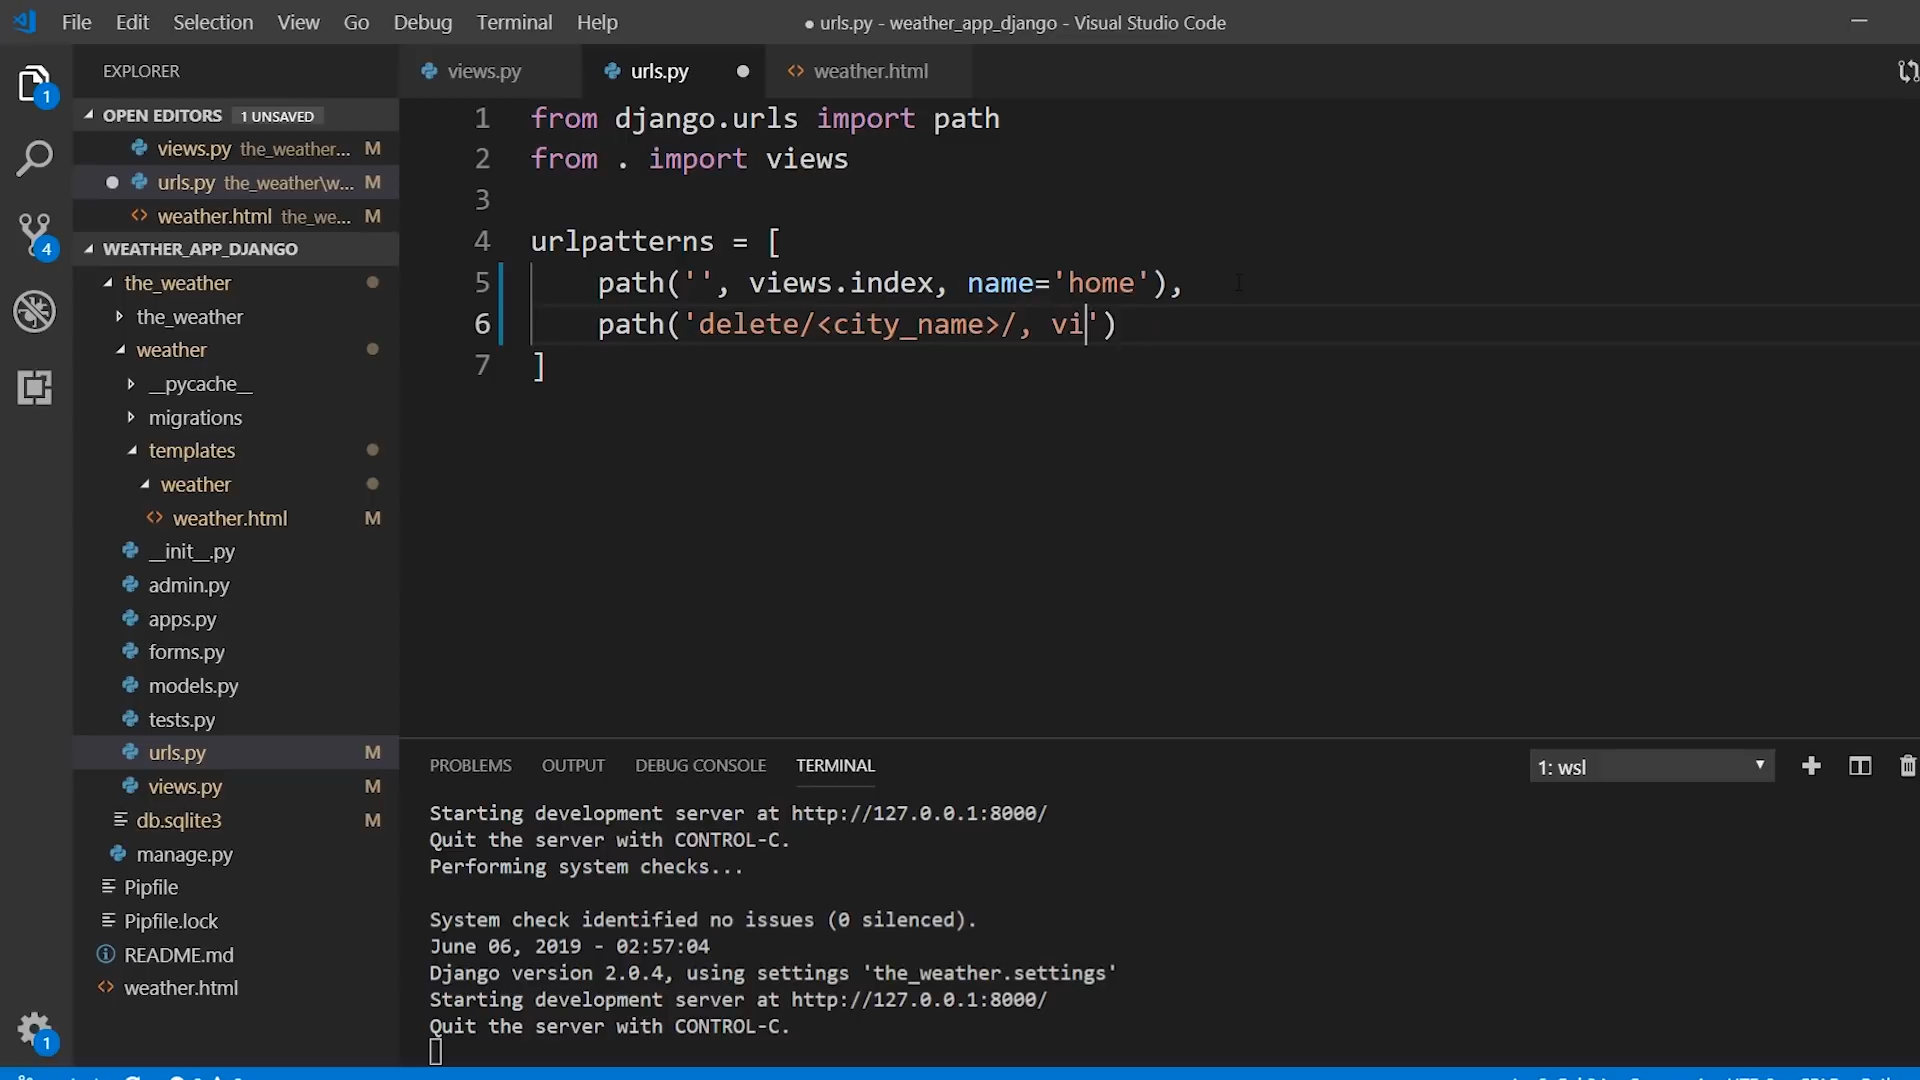 File Edit Selection View Go Debug Terminal Help
● urls.py - weather_app_django - Visual Studio Code
EXPLORER
OPEN EDITORS 1 UNSAVED
views.py the_weather... M
urls.py the_weather\w... M
weather.html the_we... M
WEATHER_APP_DJANGO
the_weather
the_weather
weather
__pycache__
migrations
templates
weather
weather.html M
__init__.py
admin.py
apps.py
forms.py
models.py
tests.py
urls.py M
views.py M
db.sqlite3 M
manage.py
Pipfile
Pipfile.lock
README.md
weather.html
1
4
1
views.py urls.py weather.html
1 from django.urls import path
2 from . import views
3
4 urlpatterns = [
5 path('', views.index, name='home'),
6 path('delete/<city_name>/, vi')
7 ]
PROBLEMS OUTPUT DEBUG CONSOLE TERMINAL
1: wsl
Starting development server at http://127.0.0.1:8000/
Quit the server with CONTROL-C.
Performing system checks...
System check identified no issues (0 silenced).
June 06, 2019 - 02:57:04
Django version 2.0.4, using settings 'the_weather.settings'
Starting development server at http://127.0.0.1:8000/
Quit the server with CONTROL-C.